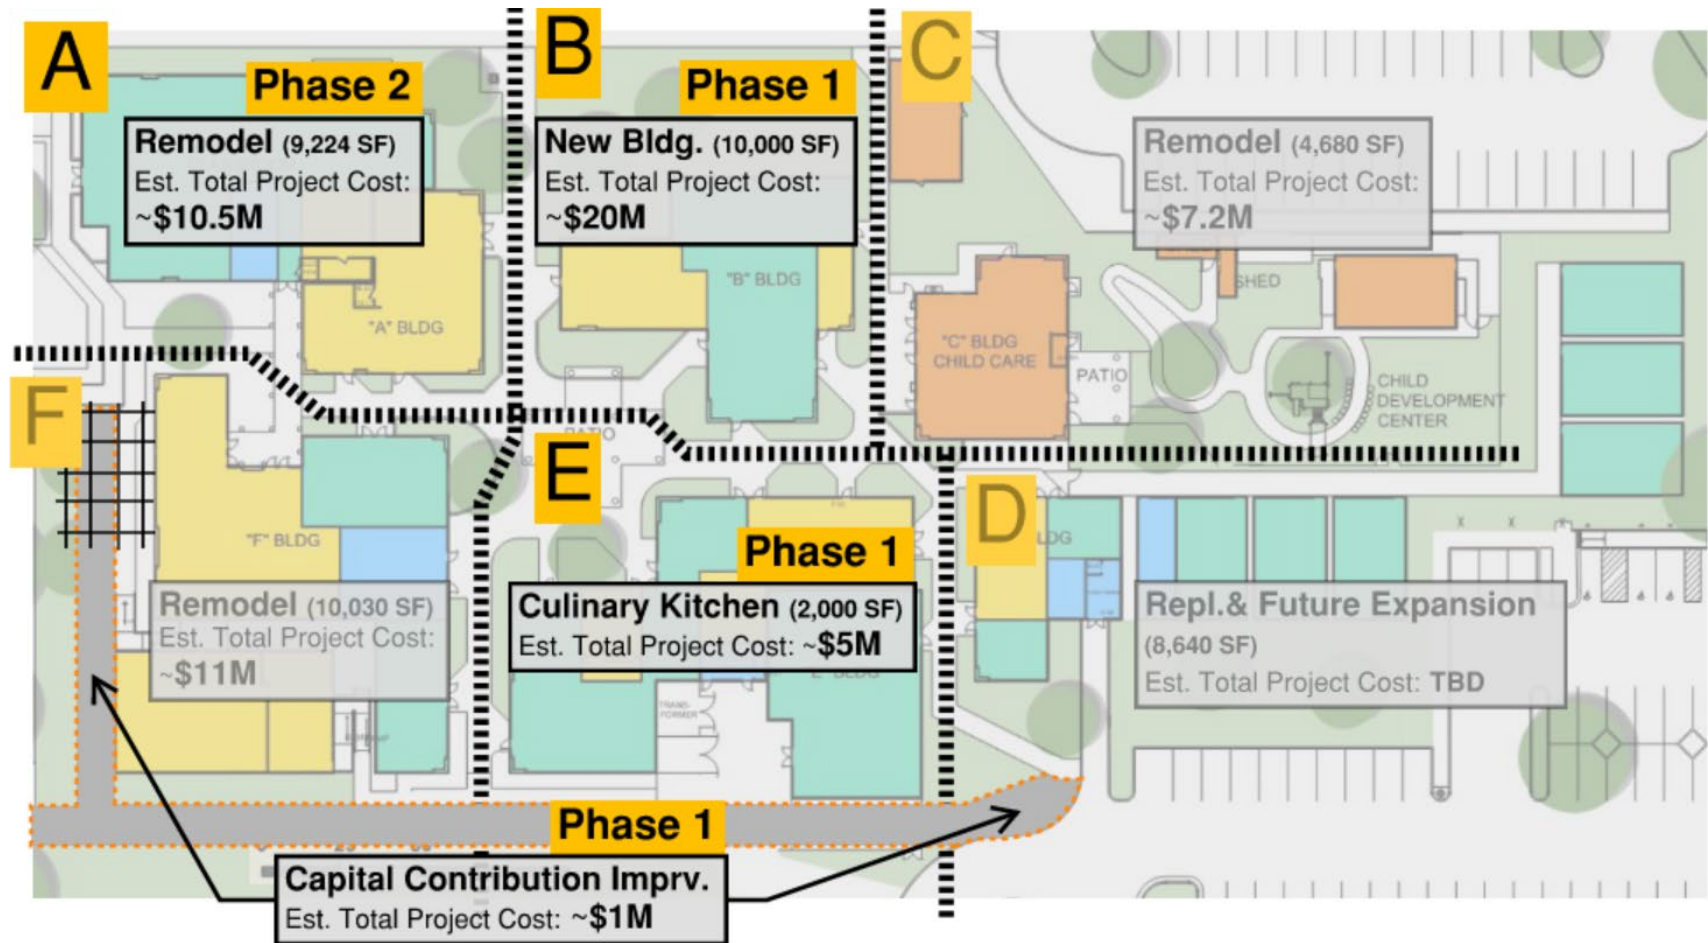 A
Phase 2
Remodel (9,224 SF)
Est. Total Project Cost:
~$10.5M
"A" BLDG
B
Phase 1
New Bldg. (10,000 SF)
Est. Total Project Cost:
~$20M
"B" BLDG
C
Remodel (4,680 SF)
Est. Total Project Cost:
~$7.2M
SHED
"C" BLDG
CHILD CARE
PATIO
CHILD
DEVELOPMENT
CENTER
F
"F" BLDG
Remodel (10,030 SF)
Est. Total Project Cost:
~$11M
PATIO
E
Phase 1
Culinary Kitchen (2,000 SF)
Est. Total Project Cost: ~$5M
TRANS-
FORMER
D
LDG
Repl.& Future Expansion
(8,640 SF)
Est. Total Project Cost: TBD
Phase 1
Capital Contribution Imprv.
Est. Total Project Cost: ~$1M